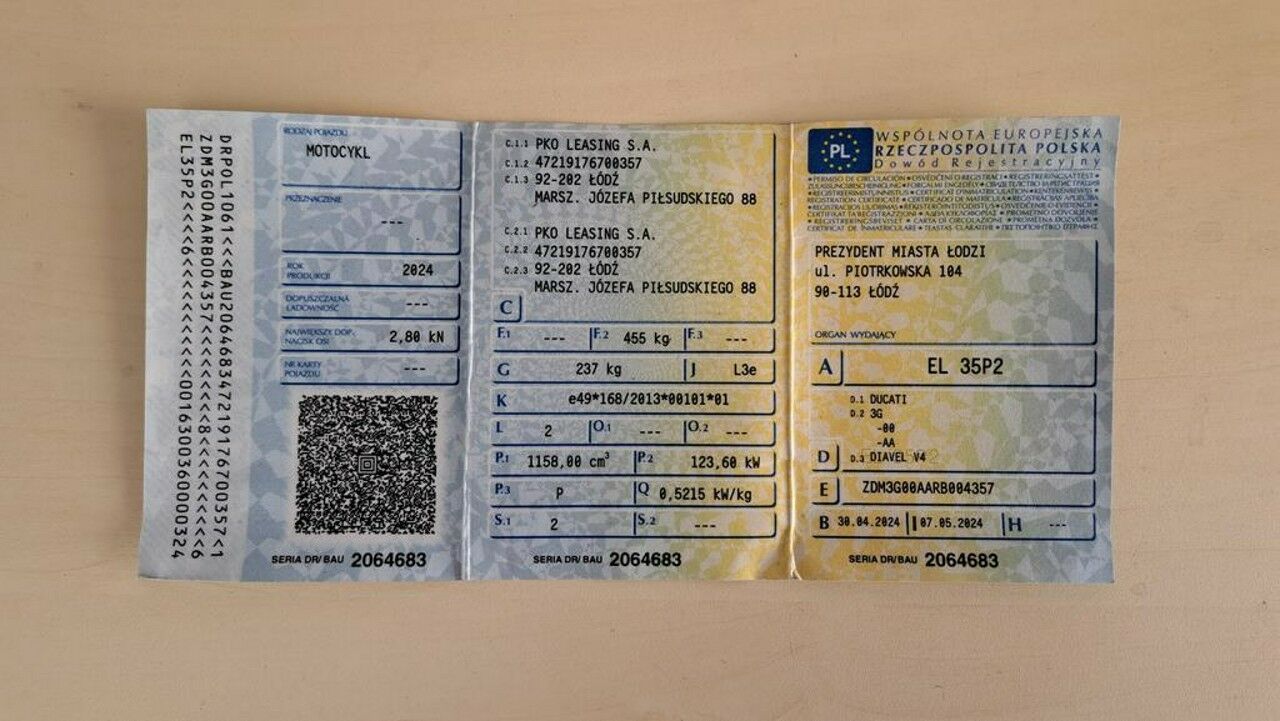 DRPOL1061<<<BAU2064683472191767003​57<1
ZDM3G00AARB004357<<<<<<<<8<<<<<<<<<6
EL35P2<<<6<<<<<<<<<<0016300360000324
RODZAJ POJAZDU
MOTOCYKL
PRZEZNACZENIE
---
ROK PRODUKCJI 2024
DOPUSZCZALNA ŁADOWNOŚĆ ---
NAJWIĘKSZY DOP. NACISK OSI 2,80 kN
NR KARTY POJAZDU ---
SERIA DR/BAU 2064683
C.1.1 PKO LEASING S.A.
C.1.2 47219176700357
C.1.3 92-202 ŁÓDŹ
MARSZ. JÓZEFA PIŁSUDSKIEGO 88
C.2.1 PKO LEASING S.A.
C.2.2 47219176700357
C.2.3 92-202 ŁÓDŹ
MARSZ. JÓZEFA PIŁSUDSKIEGO 88
C
F.1 --- F.2 455 kg F.3 ---
G 237 kg J L3e
K e49*168/2013*00101*01
L 2 O.1 --- O.2 ---
P.1 1158,00 cm³ P.2 123,60 kW
P.3 P Q 0,5215 kW/kg
S.1 2 S.2 ---
SERIA DR/BAU 2064683
PL
WSPÓLNOTA EUROPEJSKA
RZECZPOSPOLITA POLSKA
Dowód Rejestracyjny
PREZYDENT MIASTA ŁODZI
ul. PIOTRKOWSKA 104
90-113 ŁÓDŹ
ORGAN WYDAJĄCY
A EL 35P2
D.1 DUCATI
D.2 3G
-00
-AA
D D.3 DIAVEL V4
E ZDM3G00AARB004357
B 30.04.2024 I 07.05.2024 H ---
SERIA DR/BAU 2064683